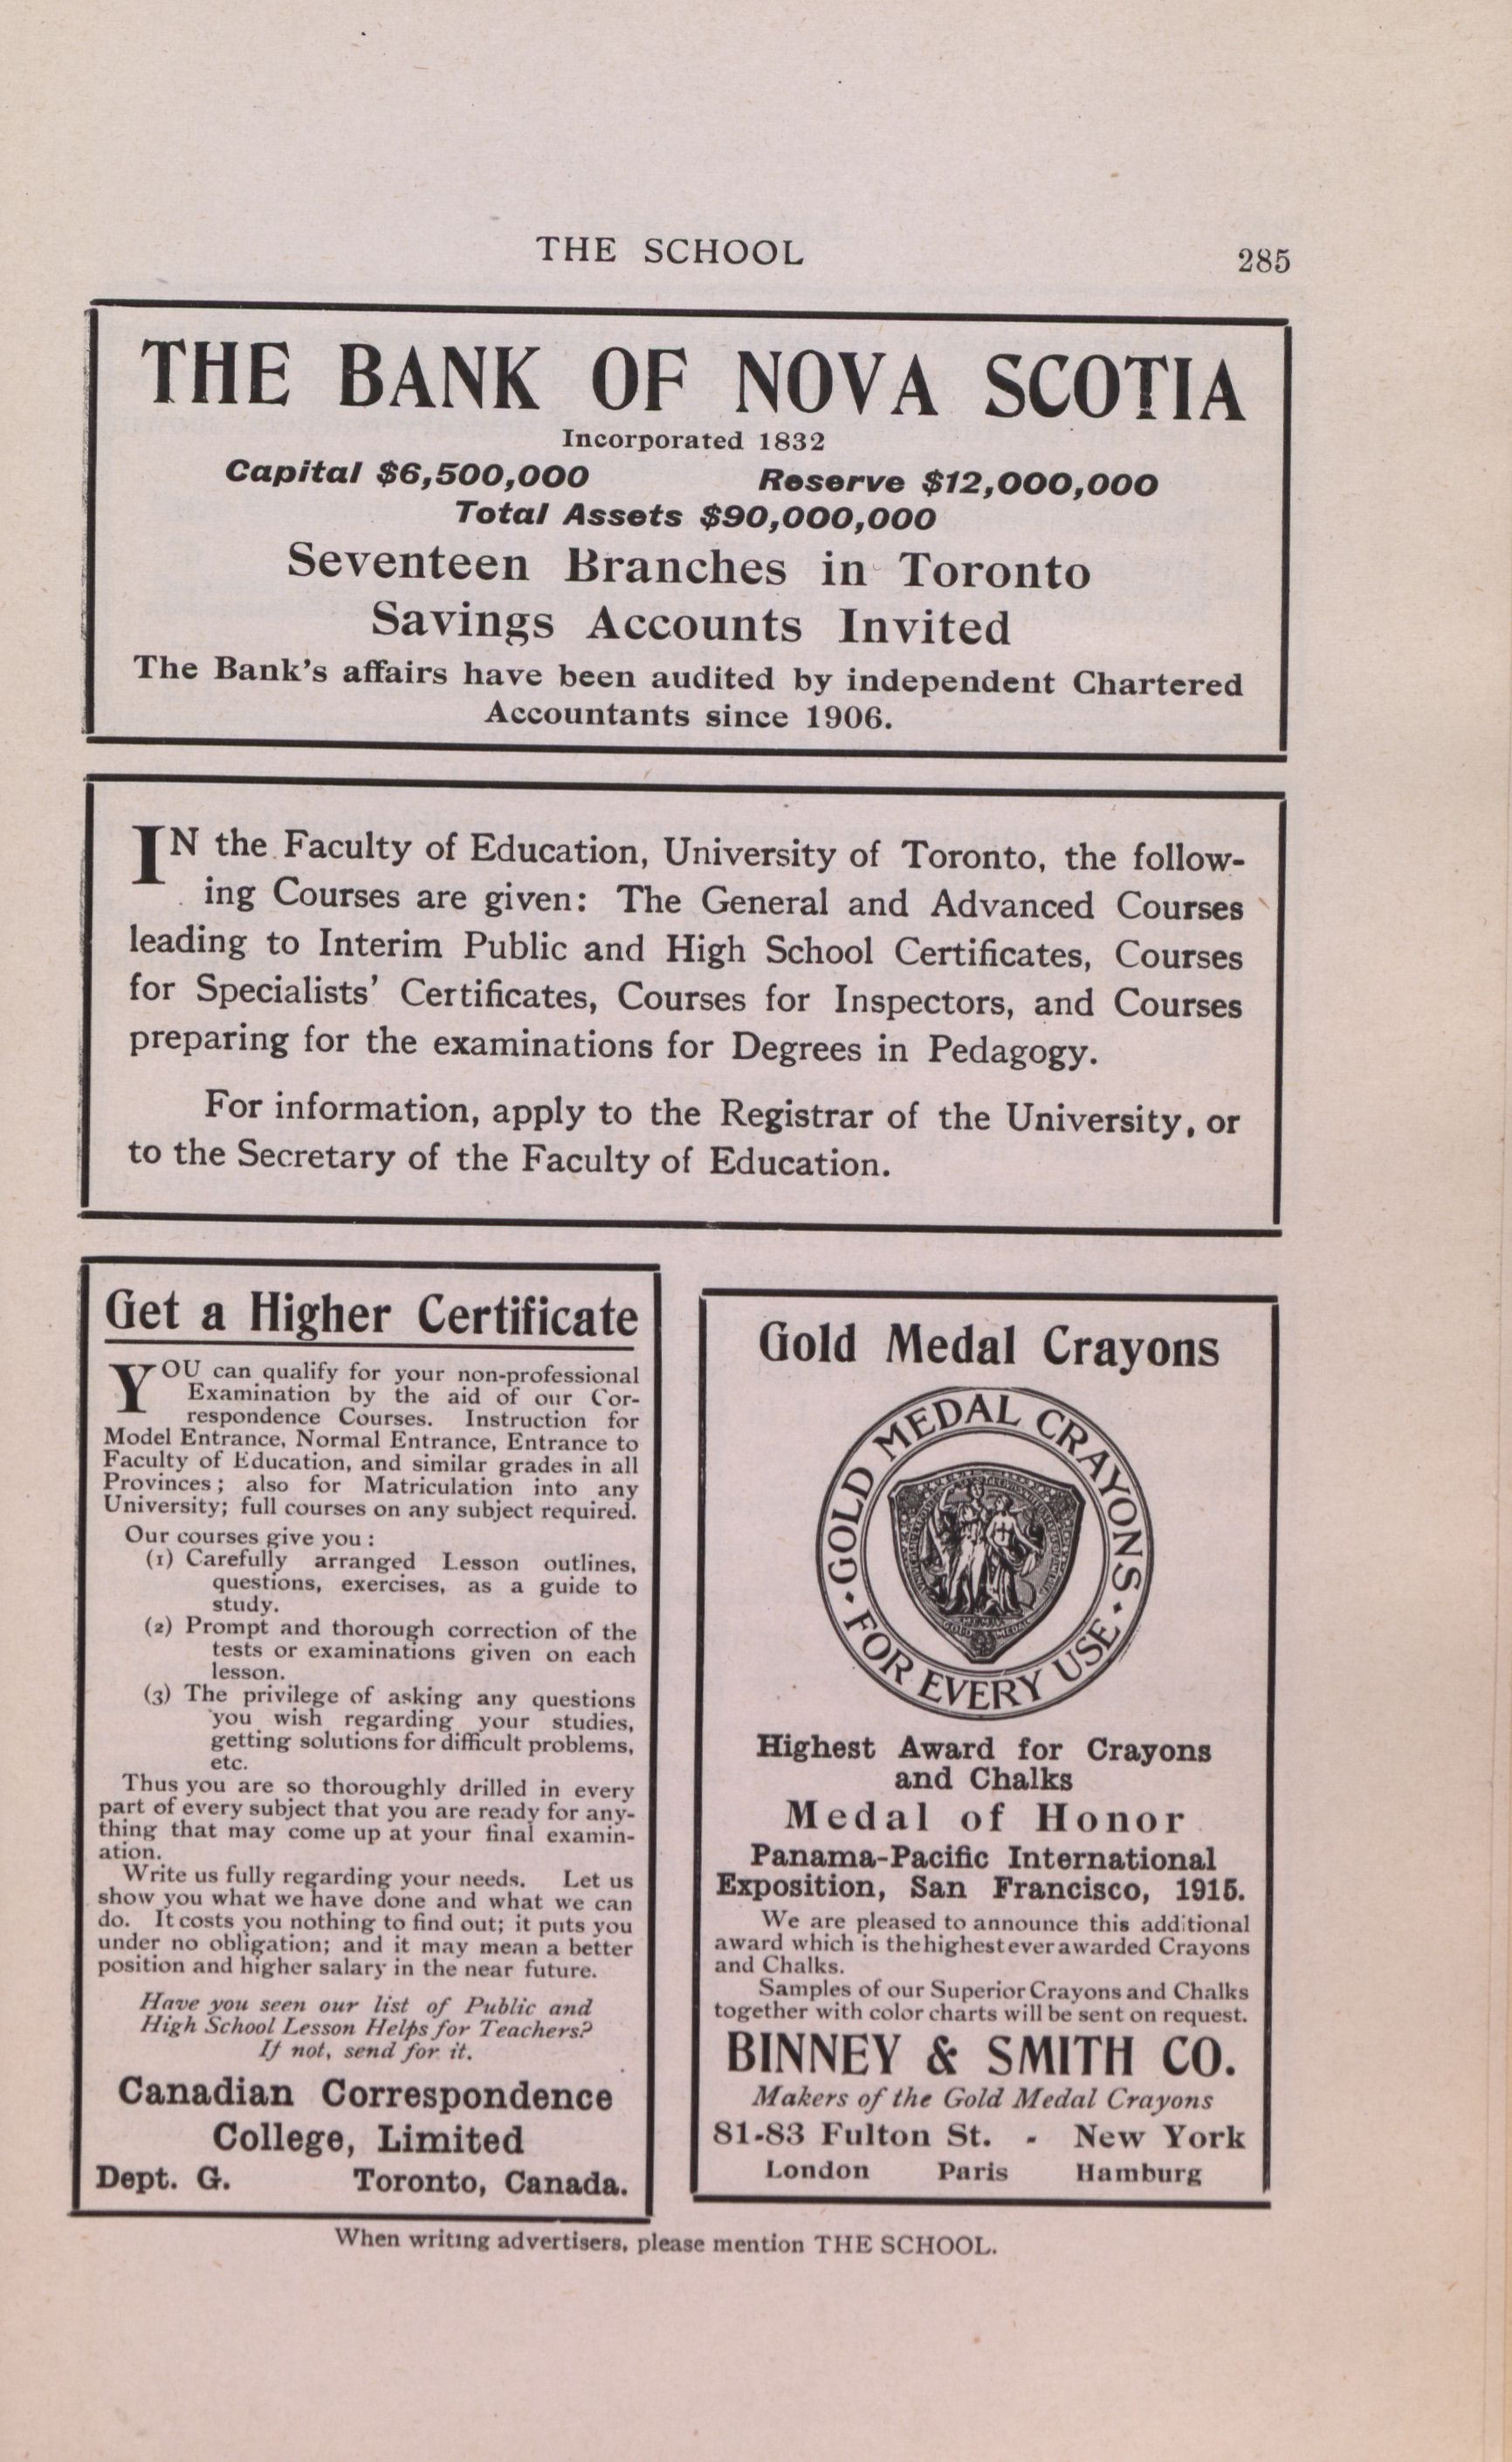 THE SCHOOL
285
THE BANK OF NOVA SCOTIA
Incorporated 1832
Capital $6,500,000 Reserve $12,000,000
Total Assets $90,000,000
Seventeen Branches in Toronto
Savings Accounts Invited
The Bank's affairs have been audited by independent Chartered
Accountants since 1906.
IN the Faculty of Education, University of Toronto, the follow-
ing Courses are given: The General and Advanced Courses
leading to Interim Public and High School Certificates, Courses
for Specialists' Certificates, Courses for Inspectors, and Courses
preparing for the examinations for Degrees in Pedagogy.
For information, apply to the Registrar of the University, or
to the Secretary of the Faculty of Education.
Get a Higher Certificate
YOU can qualify for your non-professional
Examination by the aid of our Cor-
respondence Courses. Instruction for
Model Entrance, Normal Entrance, Entrance to
Faculty of Education, and similar grades in all
Provinces; also for Matriculation into any
University; full courses on any subject required.
Our courses give you:
(1) Carefully arranged Lesson outlines,
questions, exercises, as a guide to
study.
(2) Prompt and thorough correction of the
tests or examinations given on each
lesson.
(3) The privilege of asking any questions
you wish regarding your studies,
getting solutions for difficult problems,
etc.
Thus you are so thoroughly drilled in every
part of every subject that you are ready for any-
thing that may come up at your final examin-
ation.
Write us fully regarding your needs. Let us
show you what we have done and what we can
do. It costs you nothing to find out; it puts you
under no obligation; and it may mean a better
position and higher salary in the near future.
Have you seen our list of Public and
High School Lesson Helps for Teachers?
If not, send for it.
Canadian Correspondence
College, Limited
Dept. G. Toronto, Canada.
Gold Medal Crayons
GOLD MEDAL CRAYONS
FOR EVERY USE
Highest Award for Crayons
and Chalks
Medal of Honor
Panama-Pacific International
Exposition, San Francisco, 1915.
We are pleased to announce this additional
award which is the highest ever awarded Crayons
and Chalks.
Samples of our Superior Crayons and Chalks
together with color charts will be sent on request.
BINNEY & SMITH CO.
Makers of the Gold Medal Crayons
81-83 Fulton St. - New York
London Paris Hamburg
When writing advertisers, please mention THE SCHOOL.